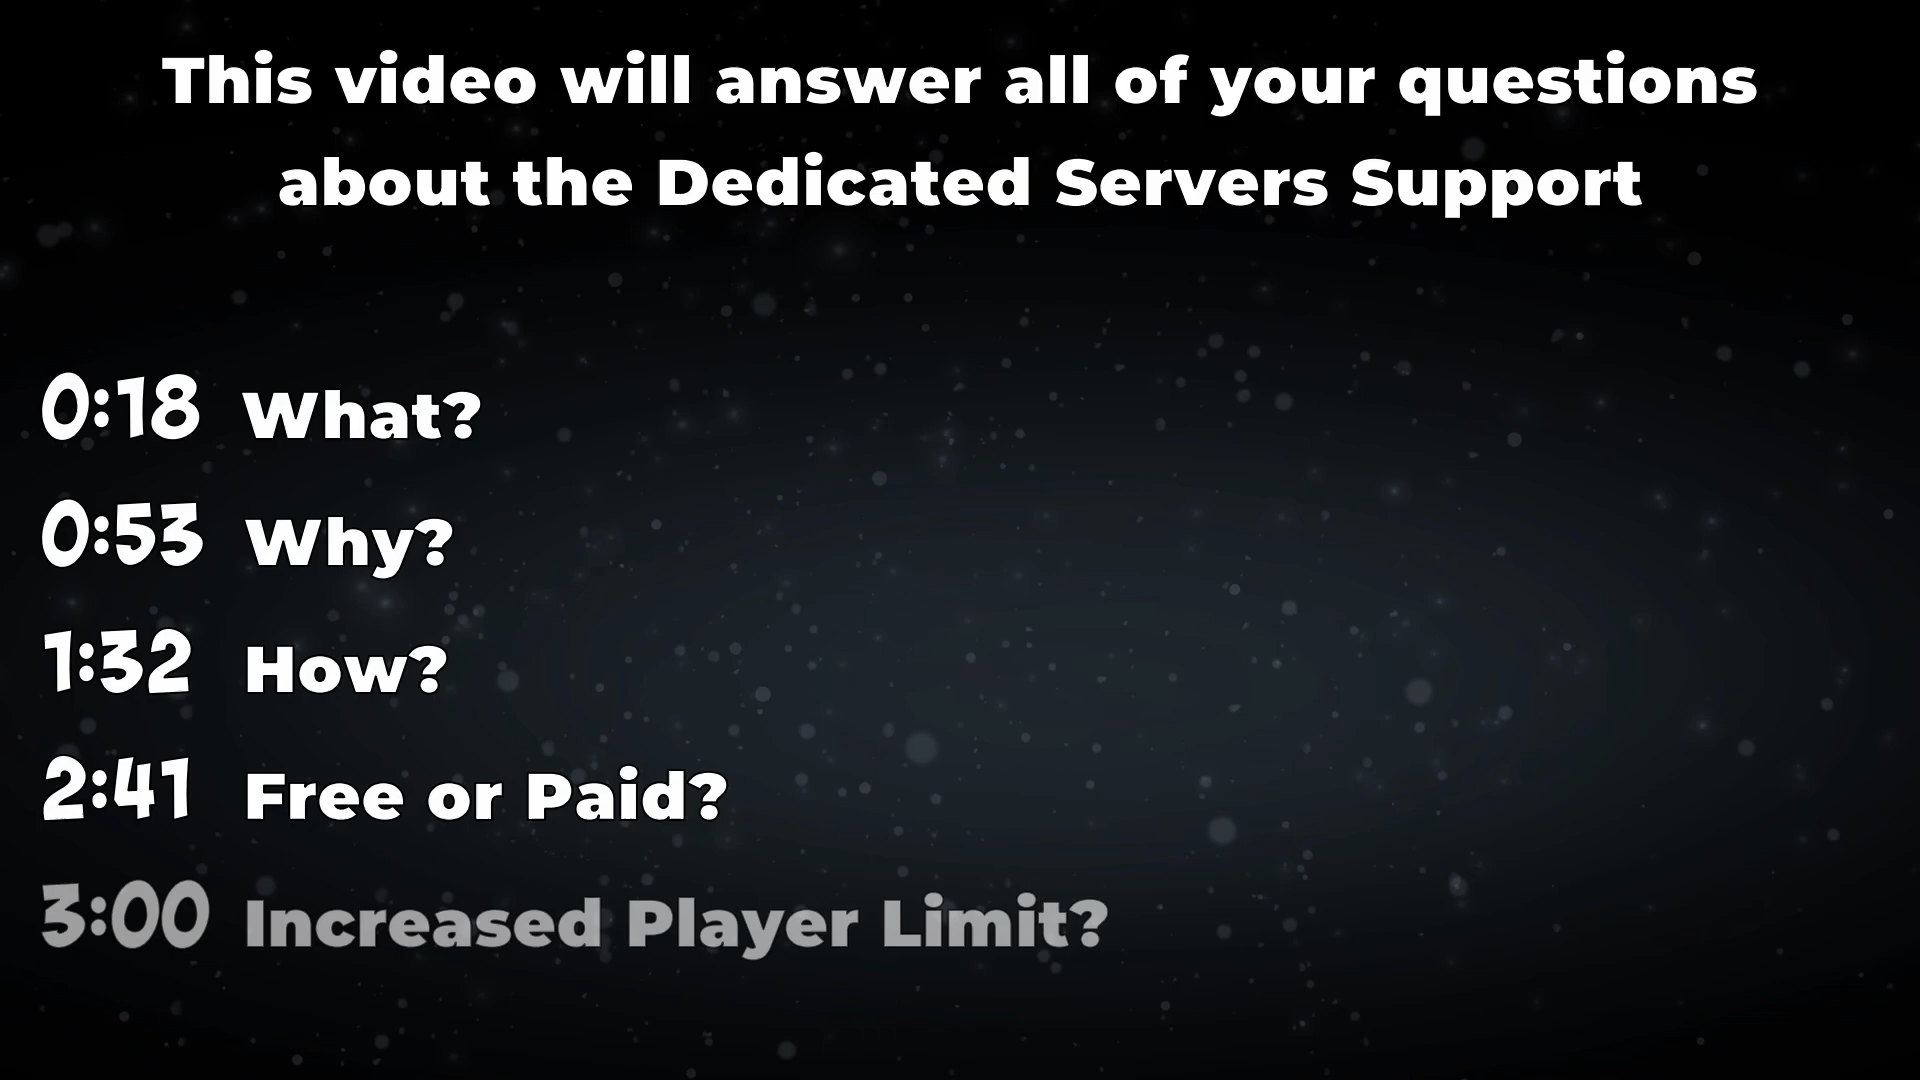 This video will answer all of your questions
about the Dedicated Servers Support
0:18 What?
0:53 Why?
1:32 How?
2:41 Free or Paid?
3:00 Increased Player Limit?